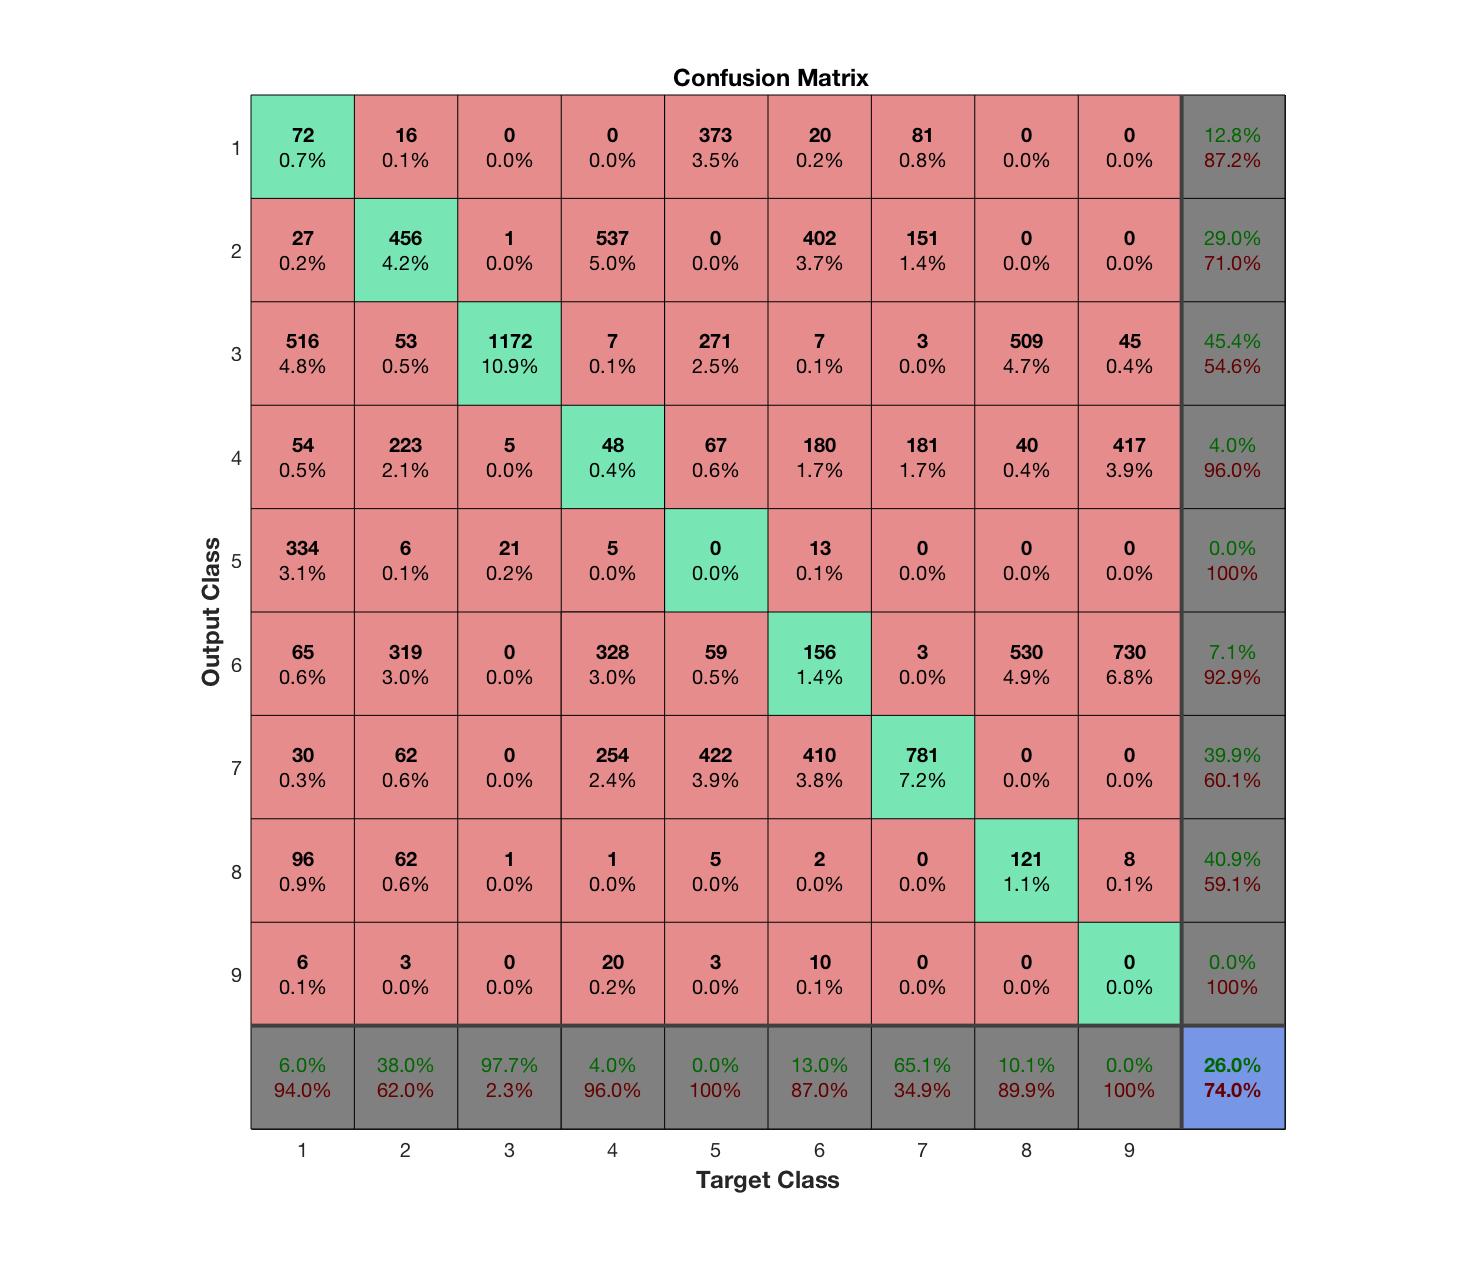 Confusion Matrix
1 72 16 0 0 373 20 81 0 0 12.8%
0.7% 0.1% 0.0% 0.0% 3.5% 0.2% 0.8% 0.0% 0.0% 87.2%
2 27 456 1 537 0 402 151 0 0 29.0%
0.2% 4.2% 0.0% 5.0% 0.0% 3.7% 1.4% 0.0% 0.0% 71.0%
3 516 53 1172 7 271 7 3 509 45 45.4%
4.8% 0.5% 10.9% 0.1% 2.5% 0.1% 0.0% 4.7% 0.4% 54.6%
4 54 223 5 48 67 180 181 40 417 4.0%
0.5% 2.1% 0.0% 0.4% 0.6% 1.7% 1.7% 0.4% 3.9% 96.0%
5 334 6 21 5 0 13 0 0 0 0.0%
3.1% 0.1% 0.2% 0.0% 0.0% 0.1% 0.0% 0.0% 0.0% 100%
Output Class
6 65 319 0 328 59 156 3 530 730 7.1%
0.6% 3.0% 0.0% 3.0% 0.5% 1.4% 0.0% 4.9% 6.8% 92.9%
7 30 62 0 254 422 410 781 0 0 39.9%
0.3% 0.6% 0.0% 2.4% 3.9% 3.8% 7.2% 0.0% 0.0% 60.1%
8 96 62 1 1 5 2 0 121 8 40.9%
0.9% 0.6% 0.0% 0.0% 0.0% 0.0% 0.0% 1.1% 0.1% 59.1%
9 6 3 0 20 3 10 0 0 0 0.0%
0.1% 0.0% 0.0% 0.2% 0.0% 0.1% 0.0% 0.0% 0.0% 100%
6.0% 38.0% 97.7% 4.0% 0.0% 13.0% 65.1% 10.1% 0.0% 26.0%
94.0% 62.0% 2.3% 96.0% 100% 87.0% 34.9% 89.9% 100% 74.0%
1 2 3 4 5 6 7 8 9
Target Class